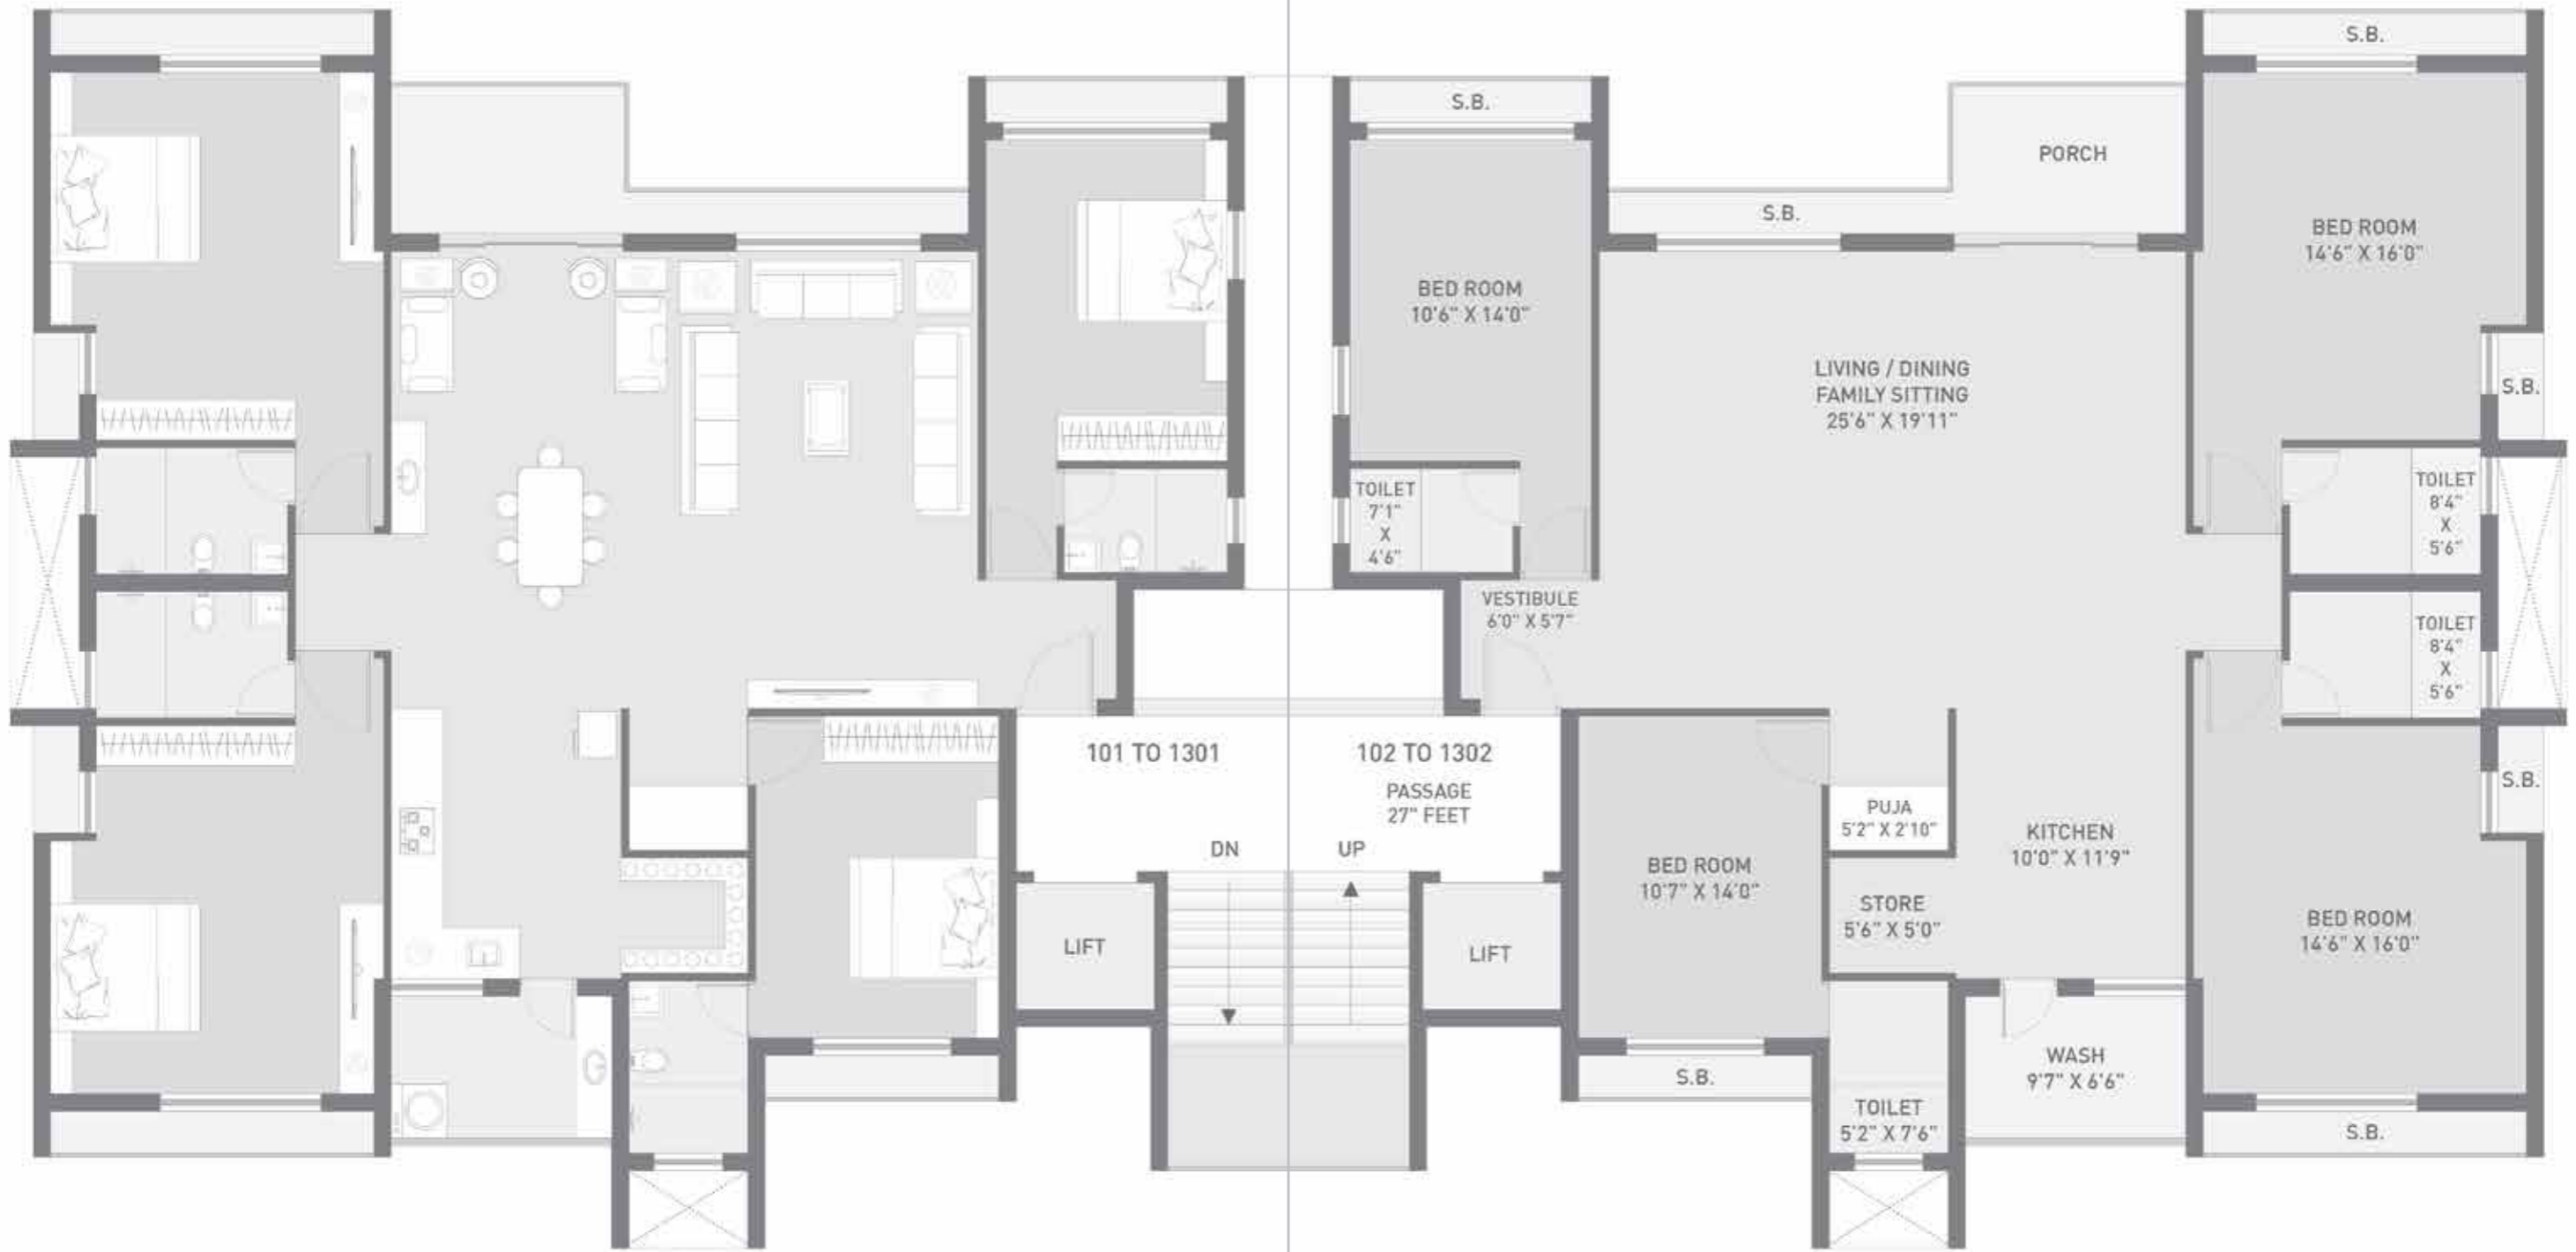 S.B.
S.B.
PORCH
S.B.
BED ROOM
14'6" X 16'0"
BED ROOM
10'6" X 14'0"
LIVING / DINING
FAMILY SITTING
25'6" X 19'11"
S.B.
TOILET
7'1"
X
4'6"
TOILET
8'4"
X
5'6"
VESTIBULE
6'0" X 5'7"
TOILET
8'4"
X
5'6"
101 TO 1301
102 TO 1302
PASSAGE
27" FEET
S.B.
PUJA
5'2" X 2'10"
KITCHEN
10'0" X 11'9"
DN
UP
BED ROOM
10'7" X 14'0"
STORE
5'6" X 5'0"
BED ROOM
14'6" X 16'0"
LIFT
LIFT
WASH
9'7" X 6'6"
S.B.
TOILET
5'2" X 7'6"
S.B.